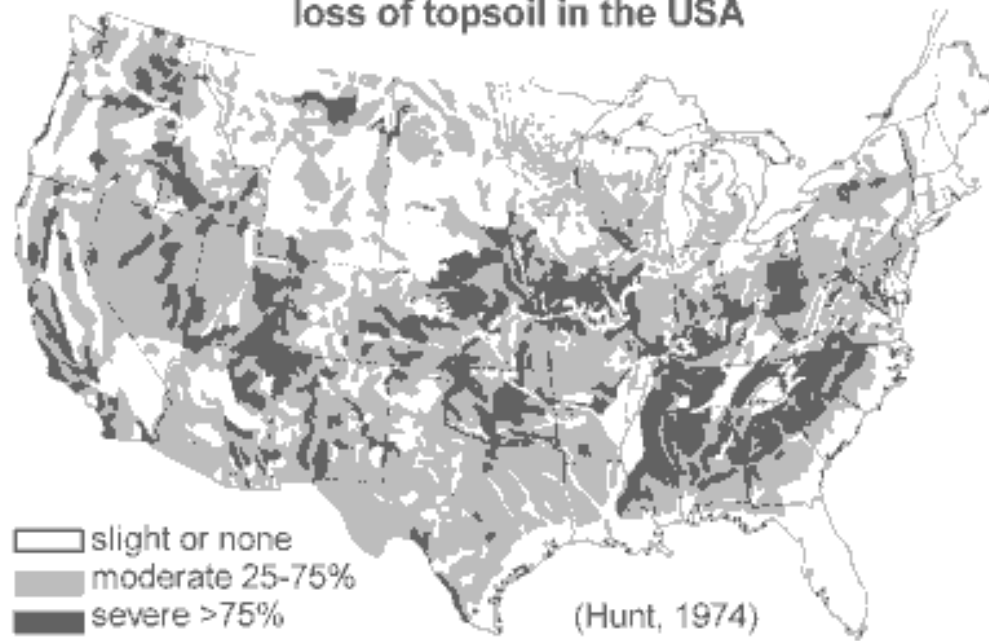 loss of topsoil in the USA
slight or none
moderate 25-75%
severe >75%
(Hunt, 1974)